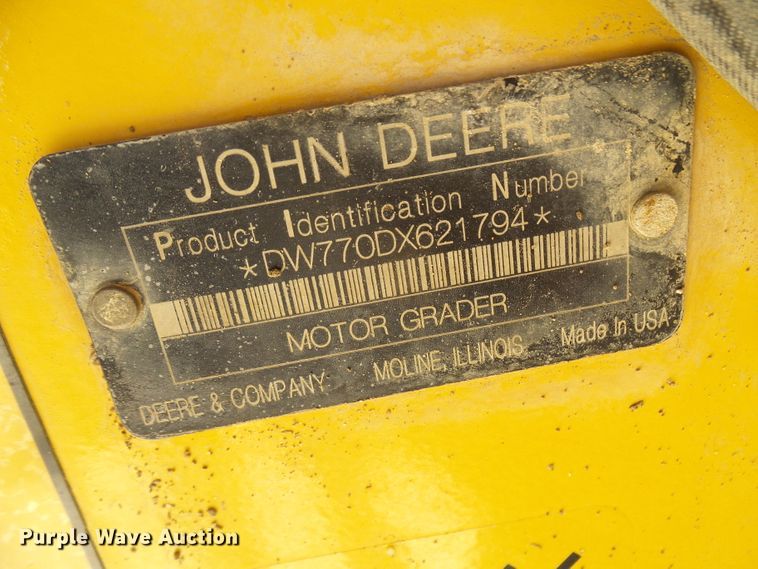 JOHN DEERE
Product Identification Number
*DW770DX621794*
MOTOR GRADER
DEERE & COMPANY MOLINE, ILLINOIS Made In USA
Purple Wave Auction